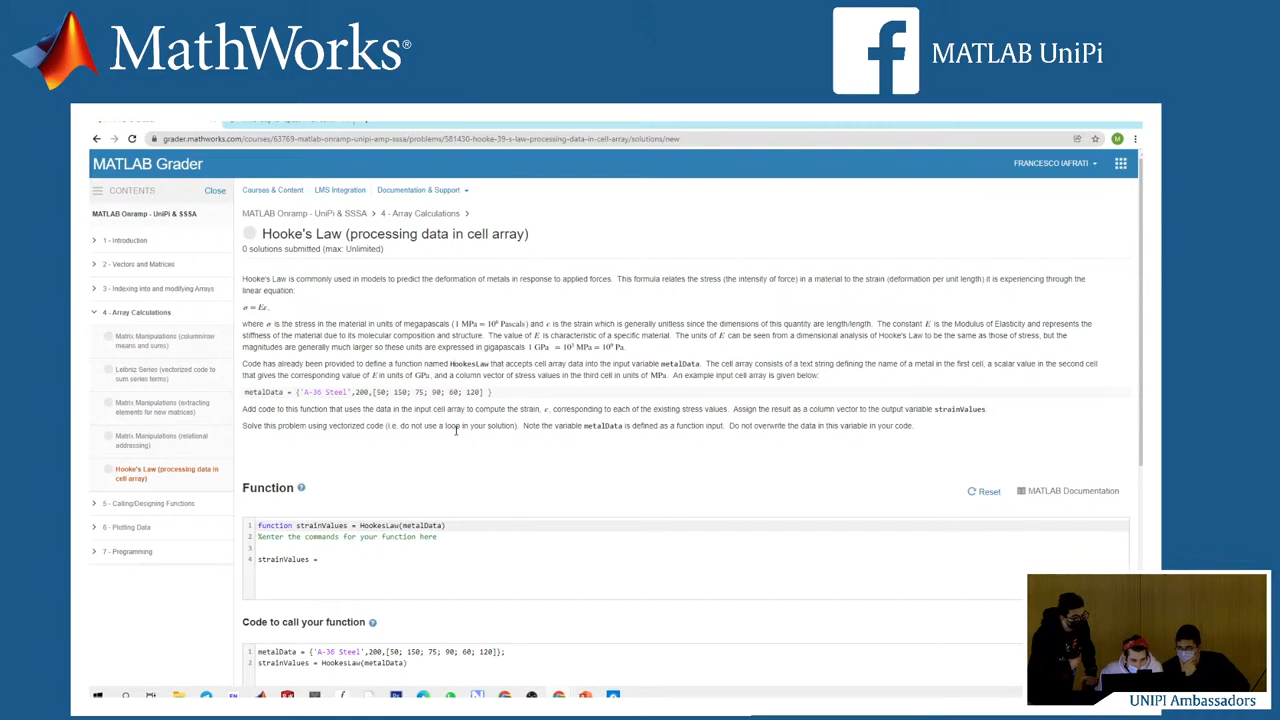 MathWorks®
MATLAB UniPi
grader.mathworks.com/courses/63769-matlab-onramp-unipi-amp-sssa/problems/581430-hooke-39-s-law-processing-data-in-cell-array/solutions/new
MATLAB Grader
FRANCESCO IAFRATI
CONTENTS
Close
MATLAB Onramp - UniPi & SSSA
1 - Introduction
2 - Vectors and Matrices
3 - Indexing into and modifying Arrays
4 - Array Calculations
Matrix Manipulations (column/row
means and sums)
Leibniz Series (vectorized code to
sum series terms)
Matrix Manipulations (extracting
elements for new matrices)
Matrix Manipulations (relational
addressing)
Hooke's Law (processing data in
cell array)
5 - Calling/Designing Functions
6 - Plotting Data
7 - Programming
Courses & Content LMS Integration Documentation & Support
MATLAB Onramp - UniPi & SSSA > 4 - Array Calculations >
Hooke's Law (processing data in cell array)
0 solutions submitted (max: Unlimited)
Hooke's Law is commonly used in models to predict the deformation of metals in response to applied forces. This formula relates the stress (the intensity of force) in a material to the strain (deformation per unit length) it is experiencing through the
linear equation:
σ = Eϵ,
where σ is the stress in the material in units of megapascals (1 MPa = 10⁶ Pascals) and ϵ is the strain which is generally unitless since the dimensions of this quantity are length/length. The constant E is the Modulus of Elasticity and represents the
stiffness of the material due to its molecular composition and structure. The value of E is characteristic of a specific material. The units of E can be seen from a dimensional analysis of Hooke's Law to be the same as those of stress, but the
magnitudes are generally much larger so these units are expressed in gigapascals 1 GPa = 10³ MPa = 10⁹ Pa.
Code has already been provided to define a function named HookesLaw that accepts cell array data into the input variable metalData. The cell array consists of a text string defining the name of a metal in the first cell, a scalar value in the second cell
that gives the corresponding value of E in units of GPa, and a column vector of stress values in the third cell in units of MPa. An example input cell array is given below:
metalData = {'A-36 Steel',200,[50; 150; 75; 90; 60; 120] }
Add code to this function that uses the data in the input cell array to compute the strain, ϵ, corresponding to each of the existing stress values. Assign the result as a column vector to the output variable strainValues.
Solve this problem using vectorized code (i.e. do not use a loop in your solution). Note the variable metalData is defined as a function input. Do not overwrite the data in this variable in your code.
Function
Reset
MATLAB Documentation
1 function strainValues = HookesLaw(metalData)
2 %enter the commands for your function here
3
4 strainValues =
Code to call your function
1 metalData = {'A-36 Steel',200,[50; 150; 75; 90; 60; 120]};
2 strainValues = HookesLaw(metalData)
UNIPI Ambassadors